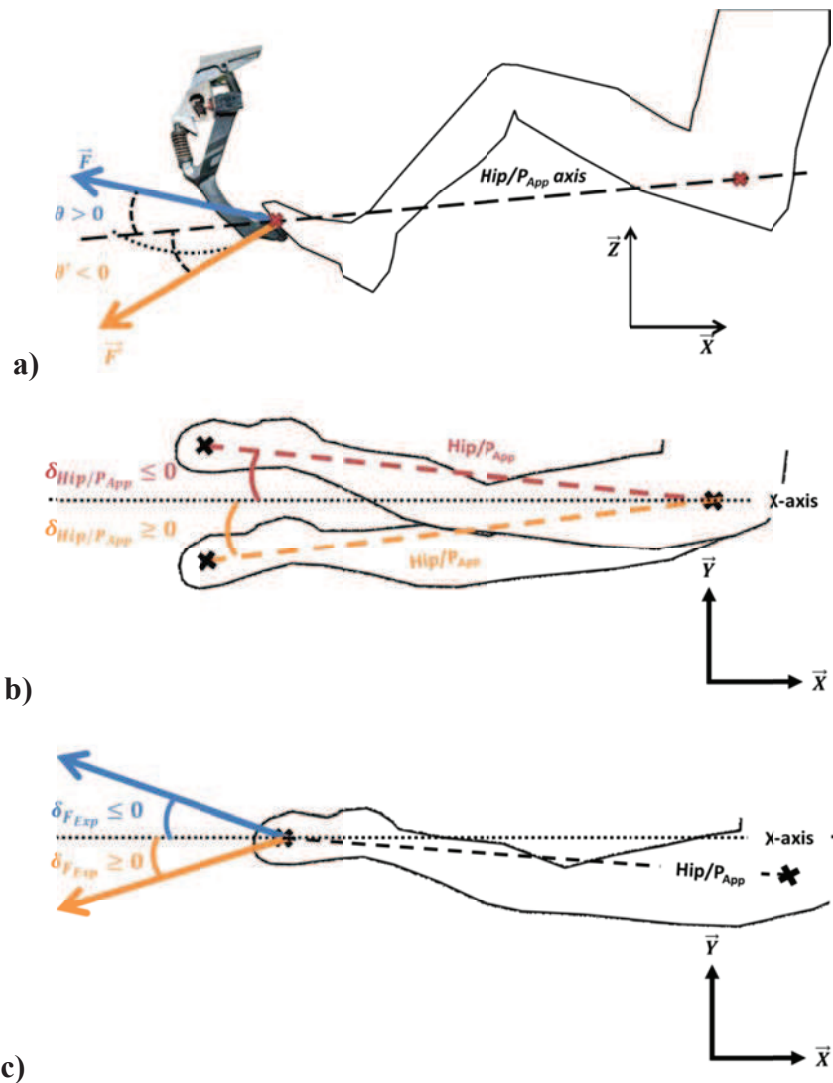 F⃗
θ > 0
Hip/P_App axis
θ' < 0
Z⃗
F'⃗
X⃗
a)
Hip/P_App
δ_Hip/P_App ≤ 0
X-axis
δ_Hip/P_App ≥ 0
Hip/P_App
Y⃗
b)
X⃗
δ_F_Exp ≤ 0
X-axis
δ_F_Exp ≥ 0
Hip/P_App
Y⃗
X⃗
c)